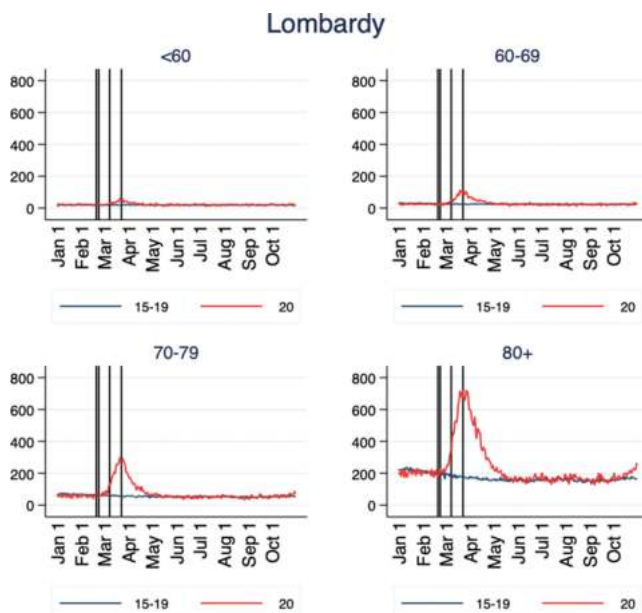 Lombardy
<60
60-69
800
600
400
200
0
Jan 1
Feb 1
Mar 1
Apr 1
May 1
Jun 1
Jul 1
Aug 1
Sep 1
Oct 1
15-19
20
800
600
400
200
0
Jan 1
Feb 1
Mar 1
Apr 1
May 1
Jun 1
Jul 1
Aug 1
Sep 1
Oct 1
15-19
20
70-79
80+
800
600
400
200
0
Jan 1
Feb 1
Mar 1
Apr 1
May 1
Jun 1
Jul 1
Aug 1
Sep 1
Oct 1
15-19
20
800
600
400
200
0
Jan 1
Feb 1
Mar 1
Apr 1
May 1
Jun 1
Jul 1
Aug 1
Sep 1
Oct 1
15-19
20